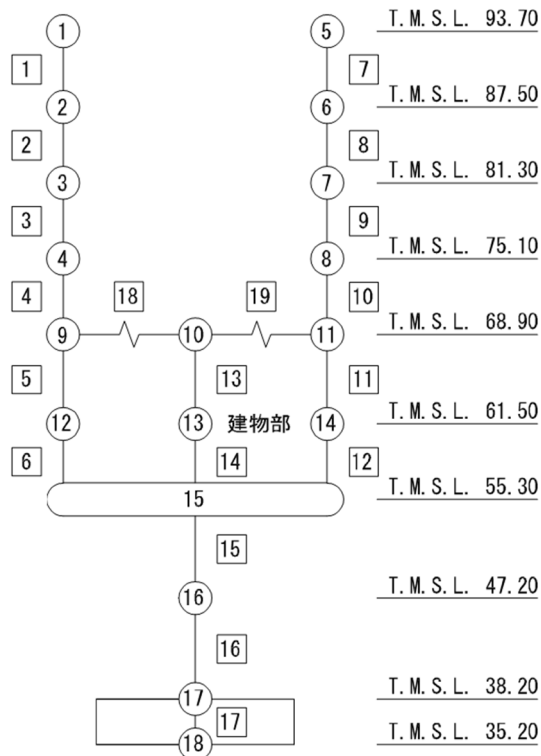 1 5 T. M. S. L. 93.70
1 7
2 6 T. M. S. L. 87.50
2 8
3 7 T. M. S. L. 81.30
3 9
4 8 T. M. S. L. 75.10
4 18 19 10
9 10 11 T. M. S. L. 68.90
5 13 11
12 13 建物部 14 T. M. S. L. 61.50
6 14 12
15 T. M. S. L. 55.30
15
16 T. M. S. L. 47.20
16
17 T. M. S. L. 38.20
17
18 T. M. S. L. 35.20